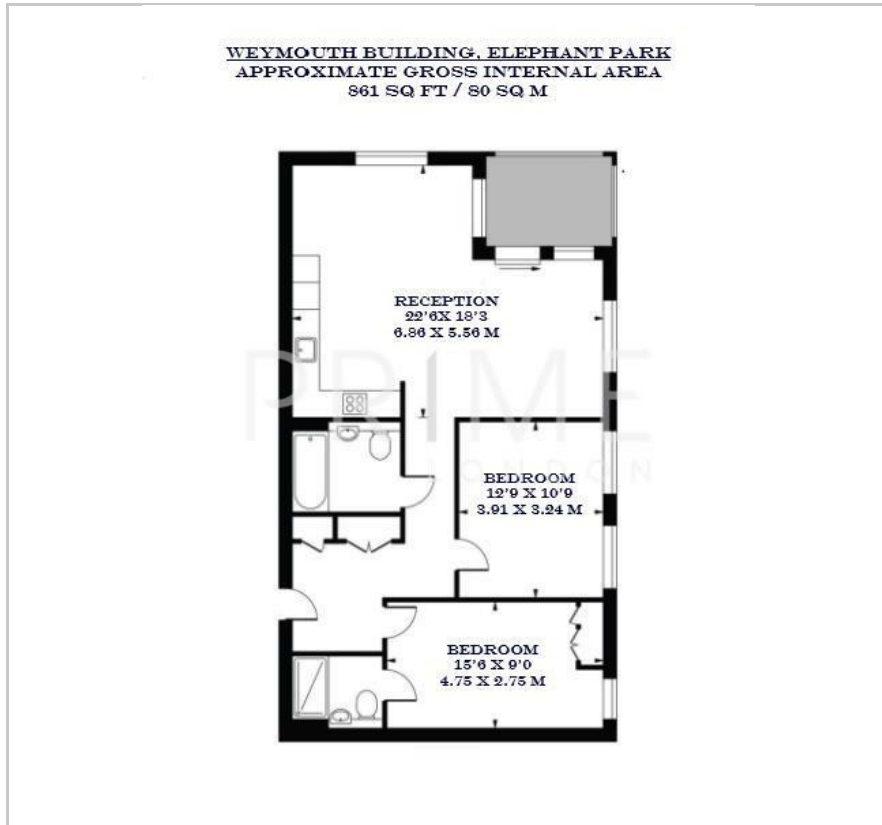 WEYMOUTH BUILDING, ELEPHANT PARK
APPROXIMATE GROSS INTERNAL AREA
861 SQ FT / 80 SQ M
RECEPTION
22'6X 18'3
6.86 X 5.56 M
PRIME
LONDON
BEDROOM
12'9 X 10'9
3.91 X 3.24 M
BEDROOM
15'6 X 9'0
4.75 X 2.75 M